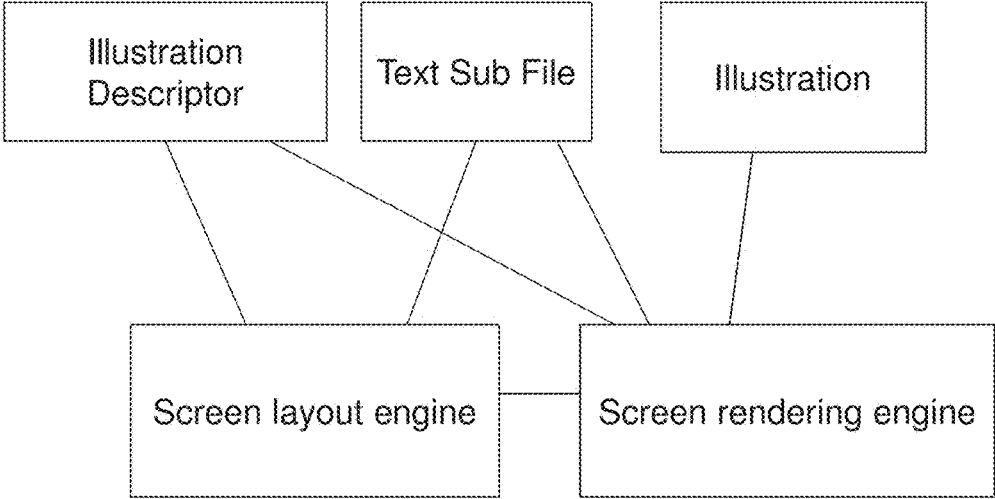 Illustration
Descriptor
Text Sub File
Illustration
Screen layout engine
Screen rendering engine